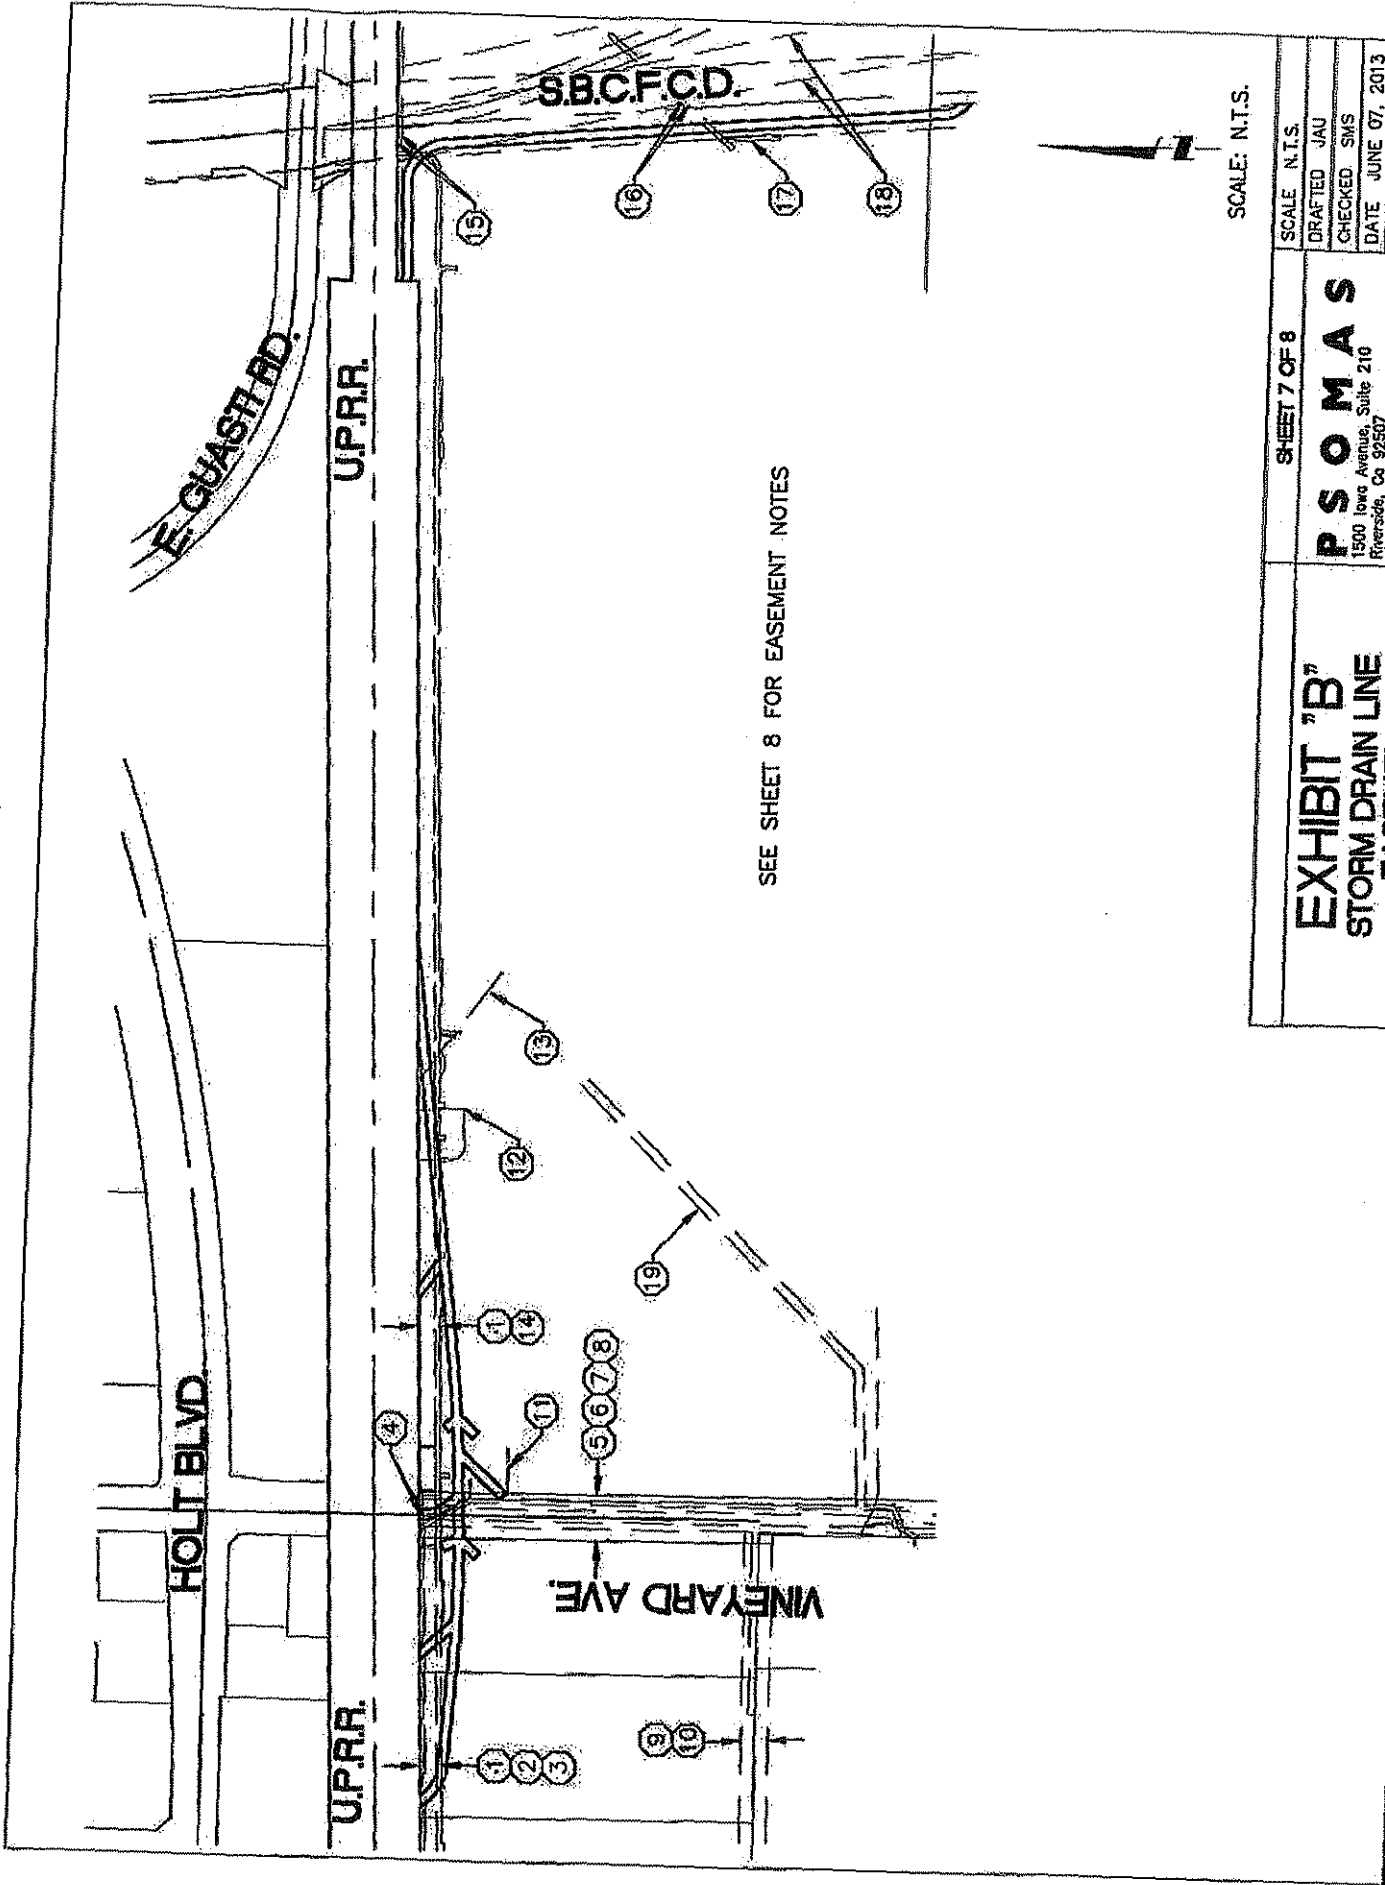 HOLT BLVD.
E. GUASTI RD.
U.P.R.R.
U.P.R.R.
S.B.C.F.C.D.
4
1
2
3
1
14
12
13
11
15
16
17
18
5 6 7 8
9
10
19
VINEYARD AVE.
SEE SHEET 8 FOR EASEMENT NOTES
N
SCALE: N.T.S.
EXHIBIT "B"
STORM DRAIN LINE
SHEET 7 OF 8
PSOMAS
1500 Iowa Avenue, Suite 210
Riverside, Ca 92507
SCALE N.T.S.
DRAFTED JAU
CHECKED SMS
DATE JUNE 07, 2013